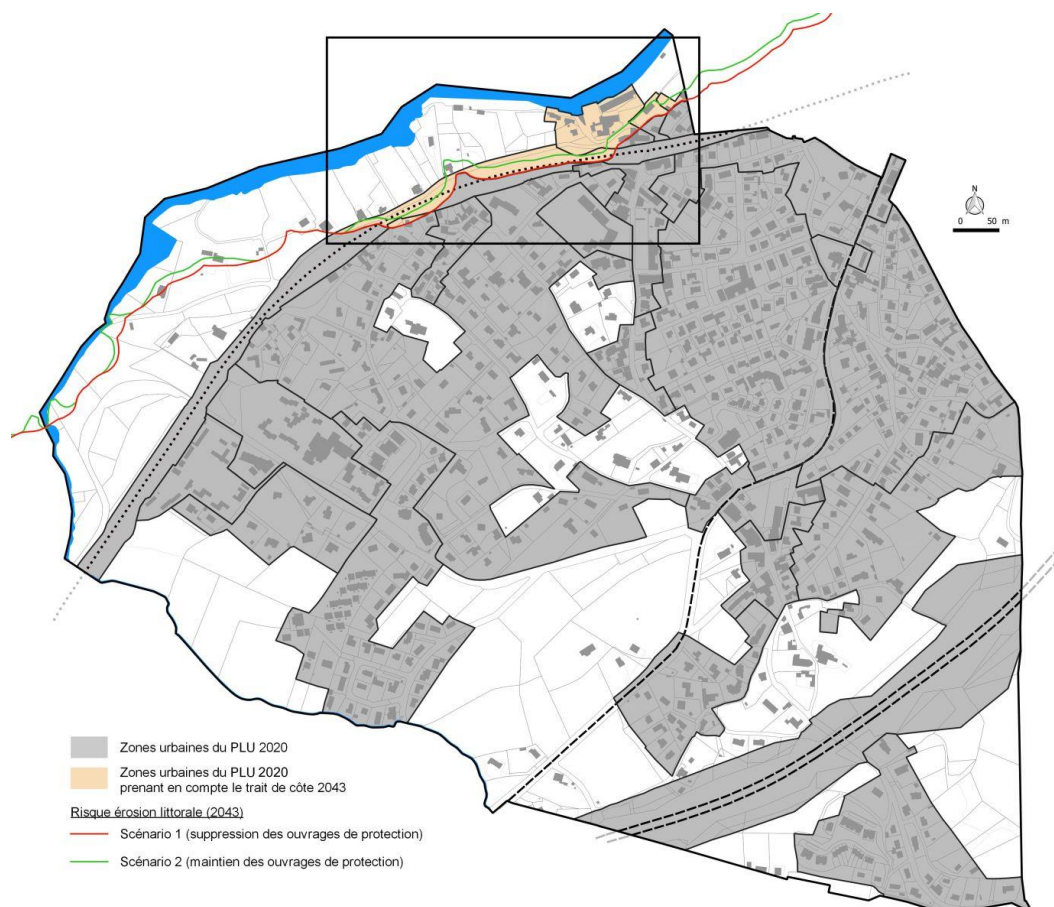 N
0 50 m
Zones urbaines du PLU 2020
Zones urbaines du PLU 2020
prenant en compte le trait de côte 2043
Risque érosion littorale (2043)
Scénario 1 (suppression des ouvrages de protection)
Scénario 2 (maintien des ouvrages de protection)